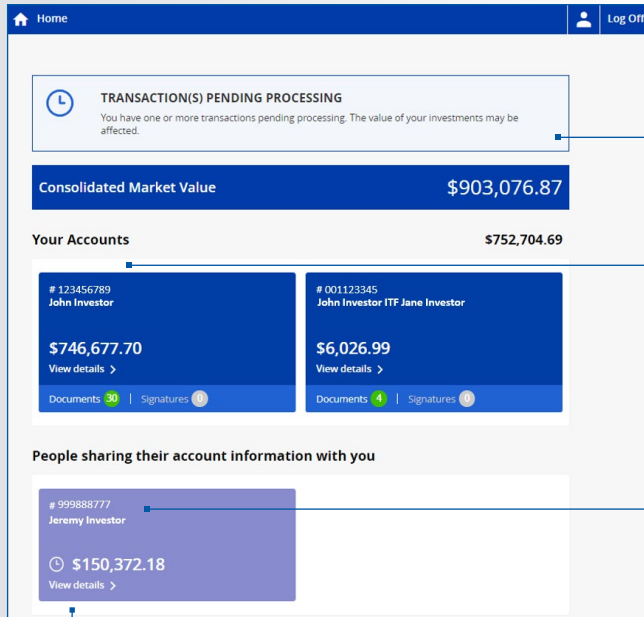 Home
Log Off
TRANSACTION(S) PENDING PROCESSING
You have one or more transactions pending processing. The value of your investments may be
affected.
Consolidated Market Value $903,076.87
Your Accounts $752,704.69
# 123456789
John Investor
$746,677.70
View details >
Documents 30 | Signatures 0
# 001123345
John Investor ITF Jane Investor
$6,026.99
View details >
Documents 4 | Signatures 0
People sharing their account information with you
# 999888777
Jeremy Investor
$150,372.18
View details >